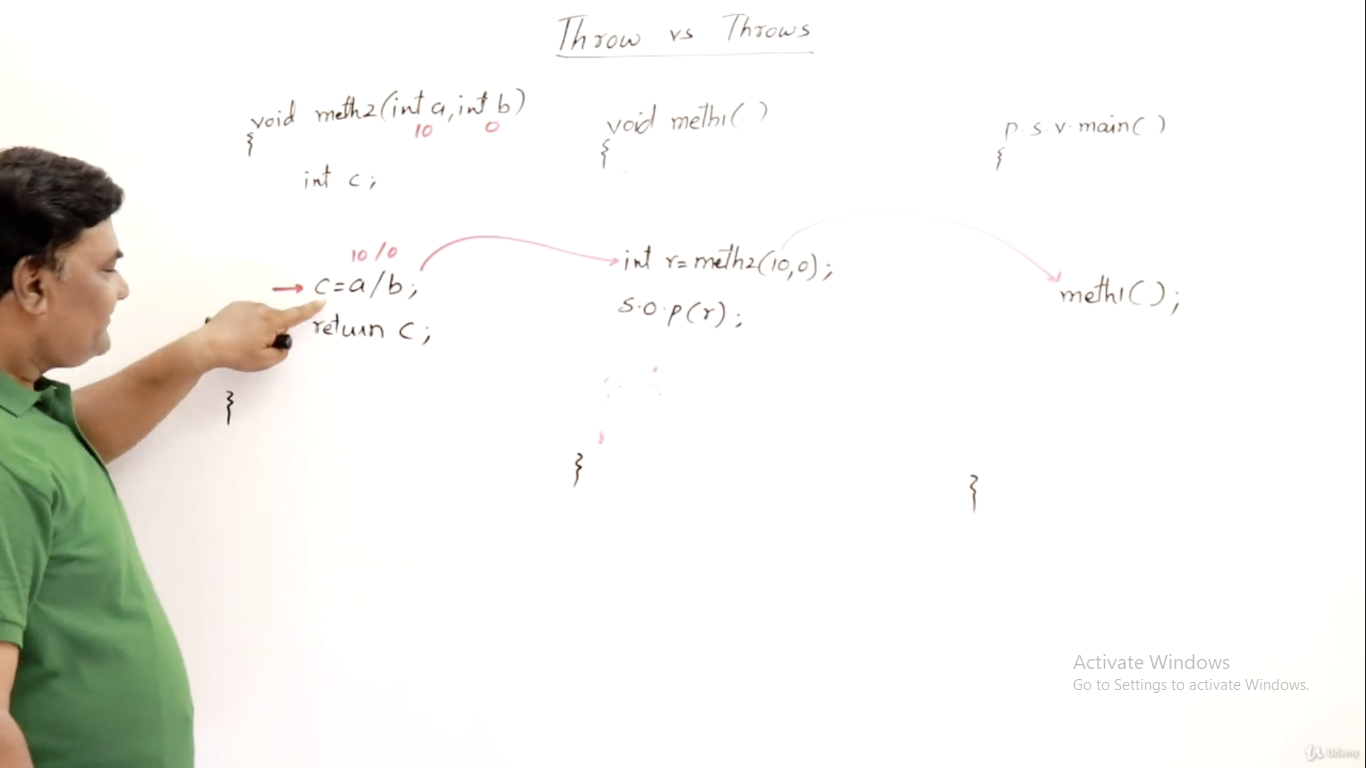 Throw vs Throws
void meth2(int a, int b)
10 0
{
int c;
10/0
c=a/b;
return c;
}
void meth1( )
{
int r=meth2(10,0);
S.O.P(r);
}
p.s.v.main( )
{
meth1( );
}
Activate Windows
Go to Settings to activate Windows.
Udemy